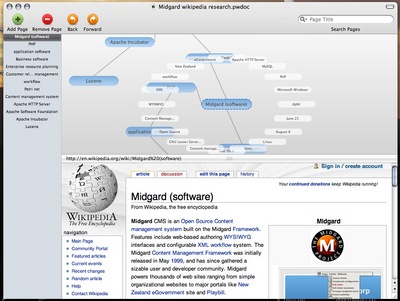 Midgard wikipedia research.pwdoc
Add Page
Remove Page
Back
Forward
Page Title
Search Pages
Midgard (software)
PHP
application software
Business software
Enterprise resource planning
Customer rel... management
workflow
Petri net
Content management system
Apache HTTP Server
Apache Software Foundation
Apache Incubator
Lucene
Apache Incubator
Lucene
eGovernment
Apache HTTP Server
New Zealand
MySQL
workflow
PHP
XML
Microsoft Windows
WYSIWYG
Midgard (software)
AJAX
Content Manage...
June 21
application
Open Source
August 8
CMS (asset Server...
Linux
Content manage...
http://en.wikipedia.org/wiki/Midgard%20(software)
Sign in / create account
article
discussion
edit this page
history
Your continued donations keep Wikipedia running!
WIKIPEDIA
The Free Encyclopedia
navigation
Main Page
Community Portal
Featured articles
Current events
Recent changes
Random article
Help
Contact Wikipedia
Midgard (software)
From Wikipedia, the free encyclopedia
Midgard CMS is an Open Source Content
management system built on the Midgard Framework.
Features include web-based authoring WYSIWYG
interfaces and configurable XML workflow system. The
Midgard Content Management Framework was initially
released in May 1999, and has since gathered a
sizable user and developer community. Midgard
powers thousands of web sites ranging from simple
organizational websites to major portals like New
Zealand eGovernment site and Playbill.
Midgard
THE MIDGARD PROJECT